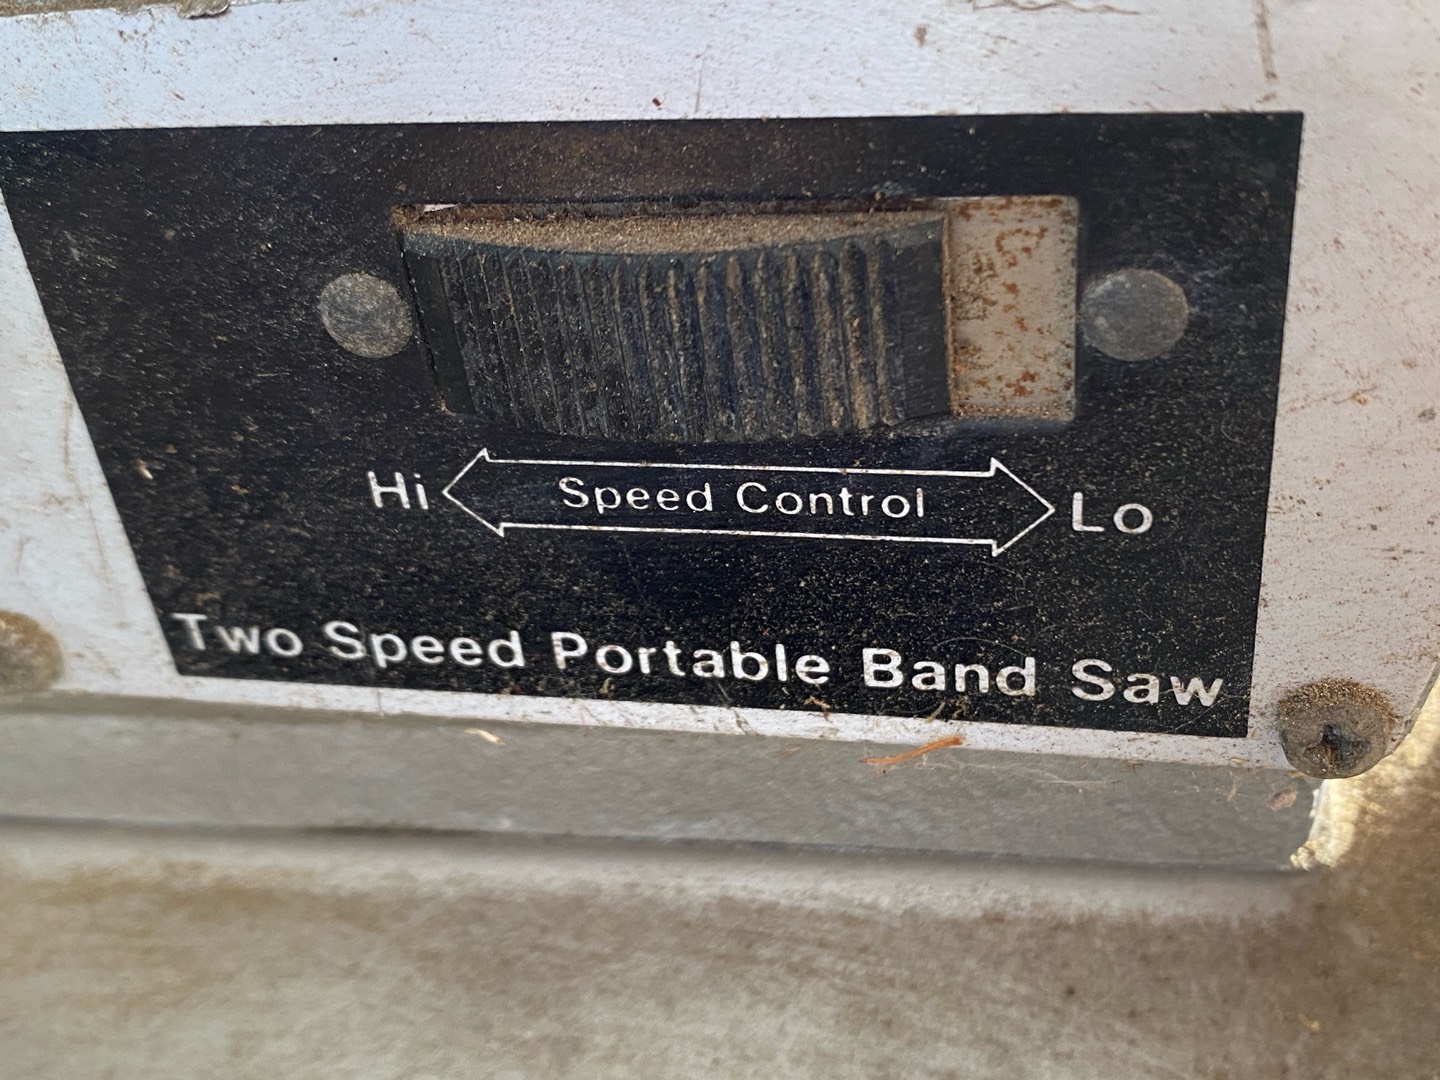 Hi Speed Control Lo
Two Speed Portable Band Saw